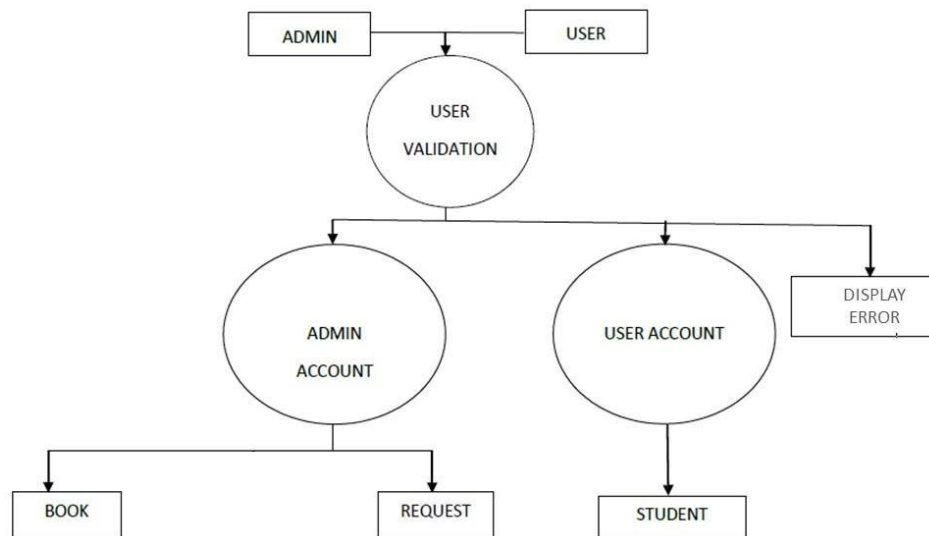 ADMIN
USER
USER
VALIDATION
ADMIN
ACCOUNT
USER ACCOUNT
DISPLAY
ERROR
BOOK
REQUEST
STUDENT